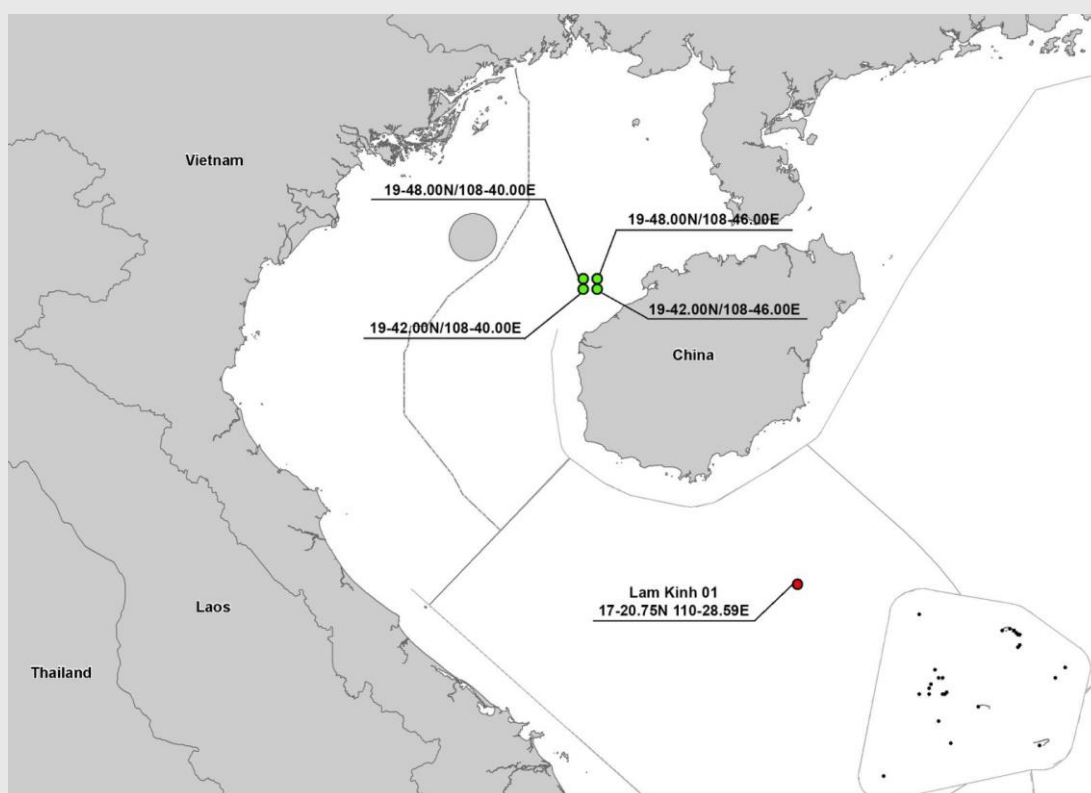 Vietnam
19-48.00N/108-40.00E
19-48.00N/108-46.00E
19-42.00N/108-40.00E
19-42.00N/108-46.00E
China
Lam Kinh 01
17-20.75N 110-28.59E
Laos
Thailand